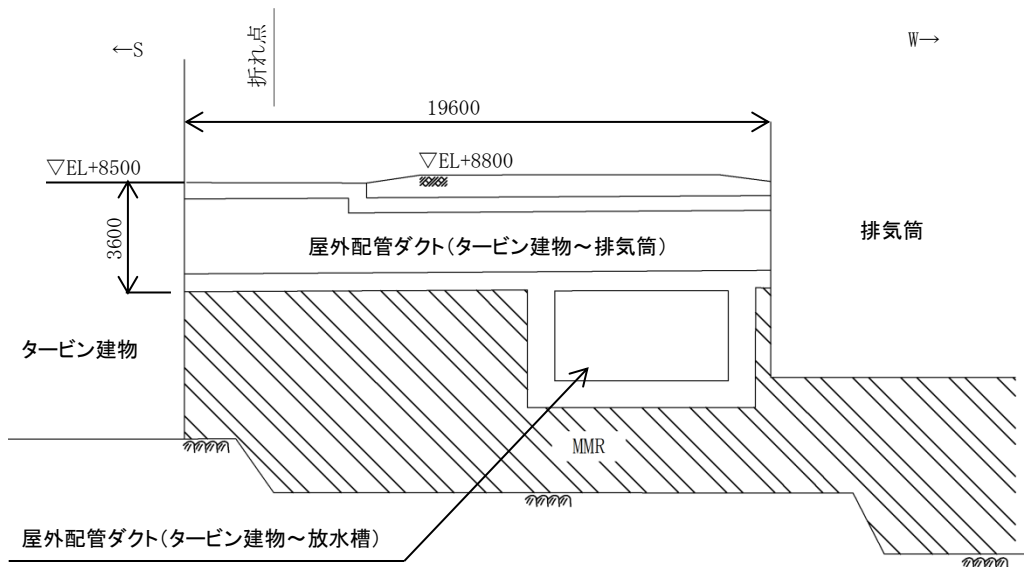 ←S
折れ点
W→
19600
▽EL+8500
▽EL+8800
3600
屋外配管ダクト(タービン建物～排気筒)
排気筒
タービン建物
MMR
屋外配管ダクト(タービン建物～放水槽)